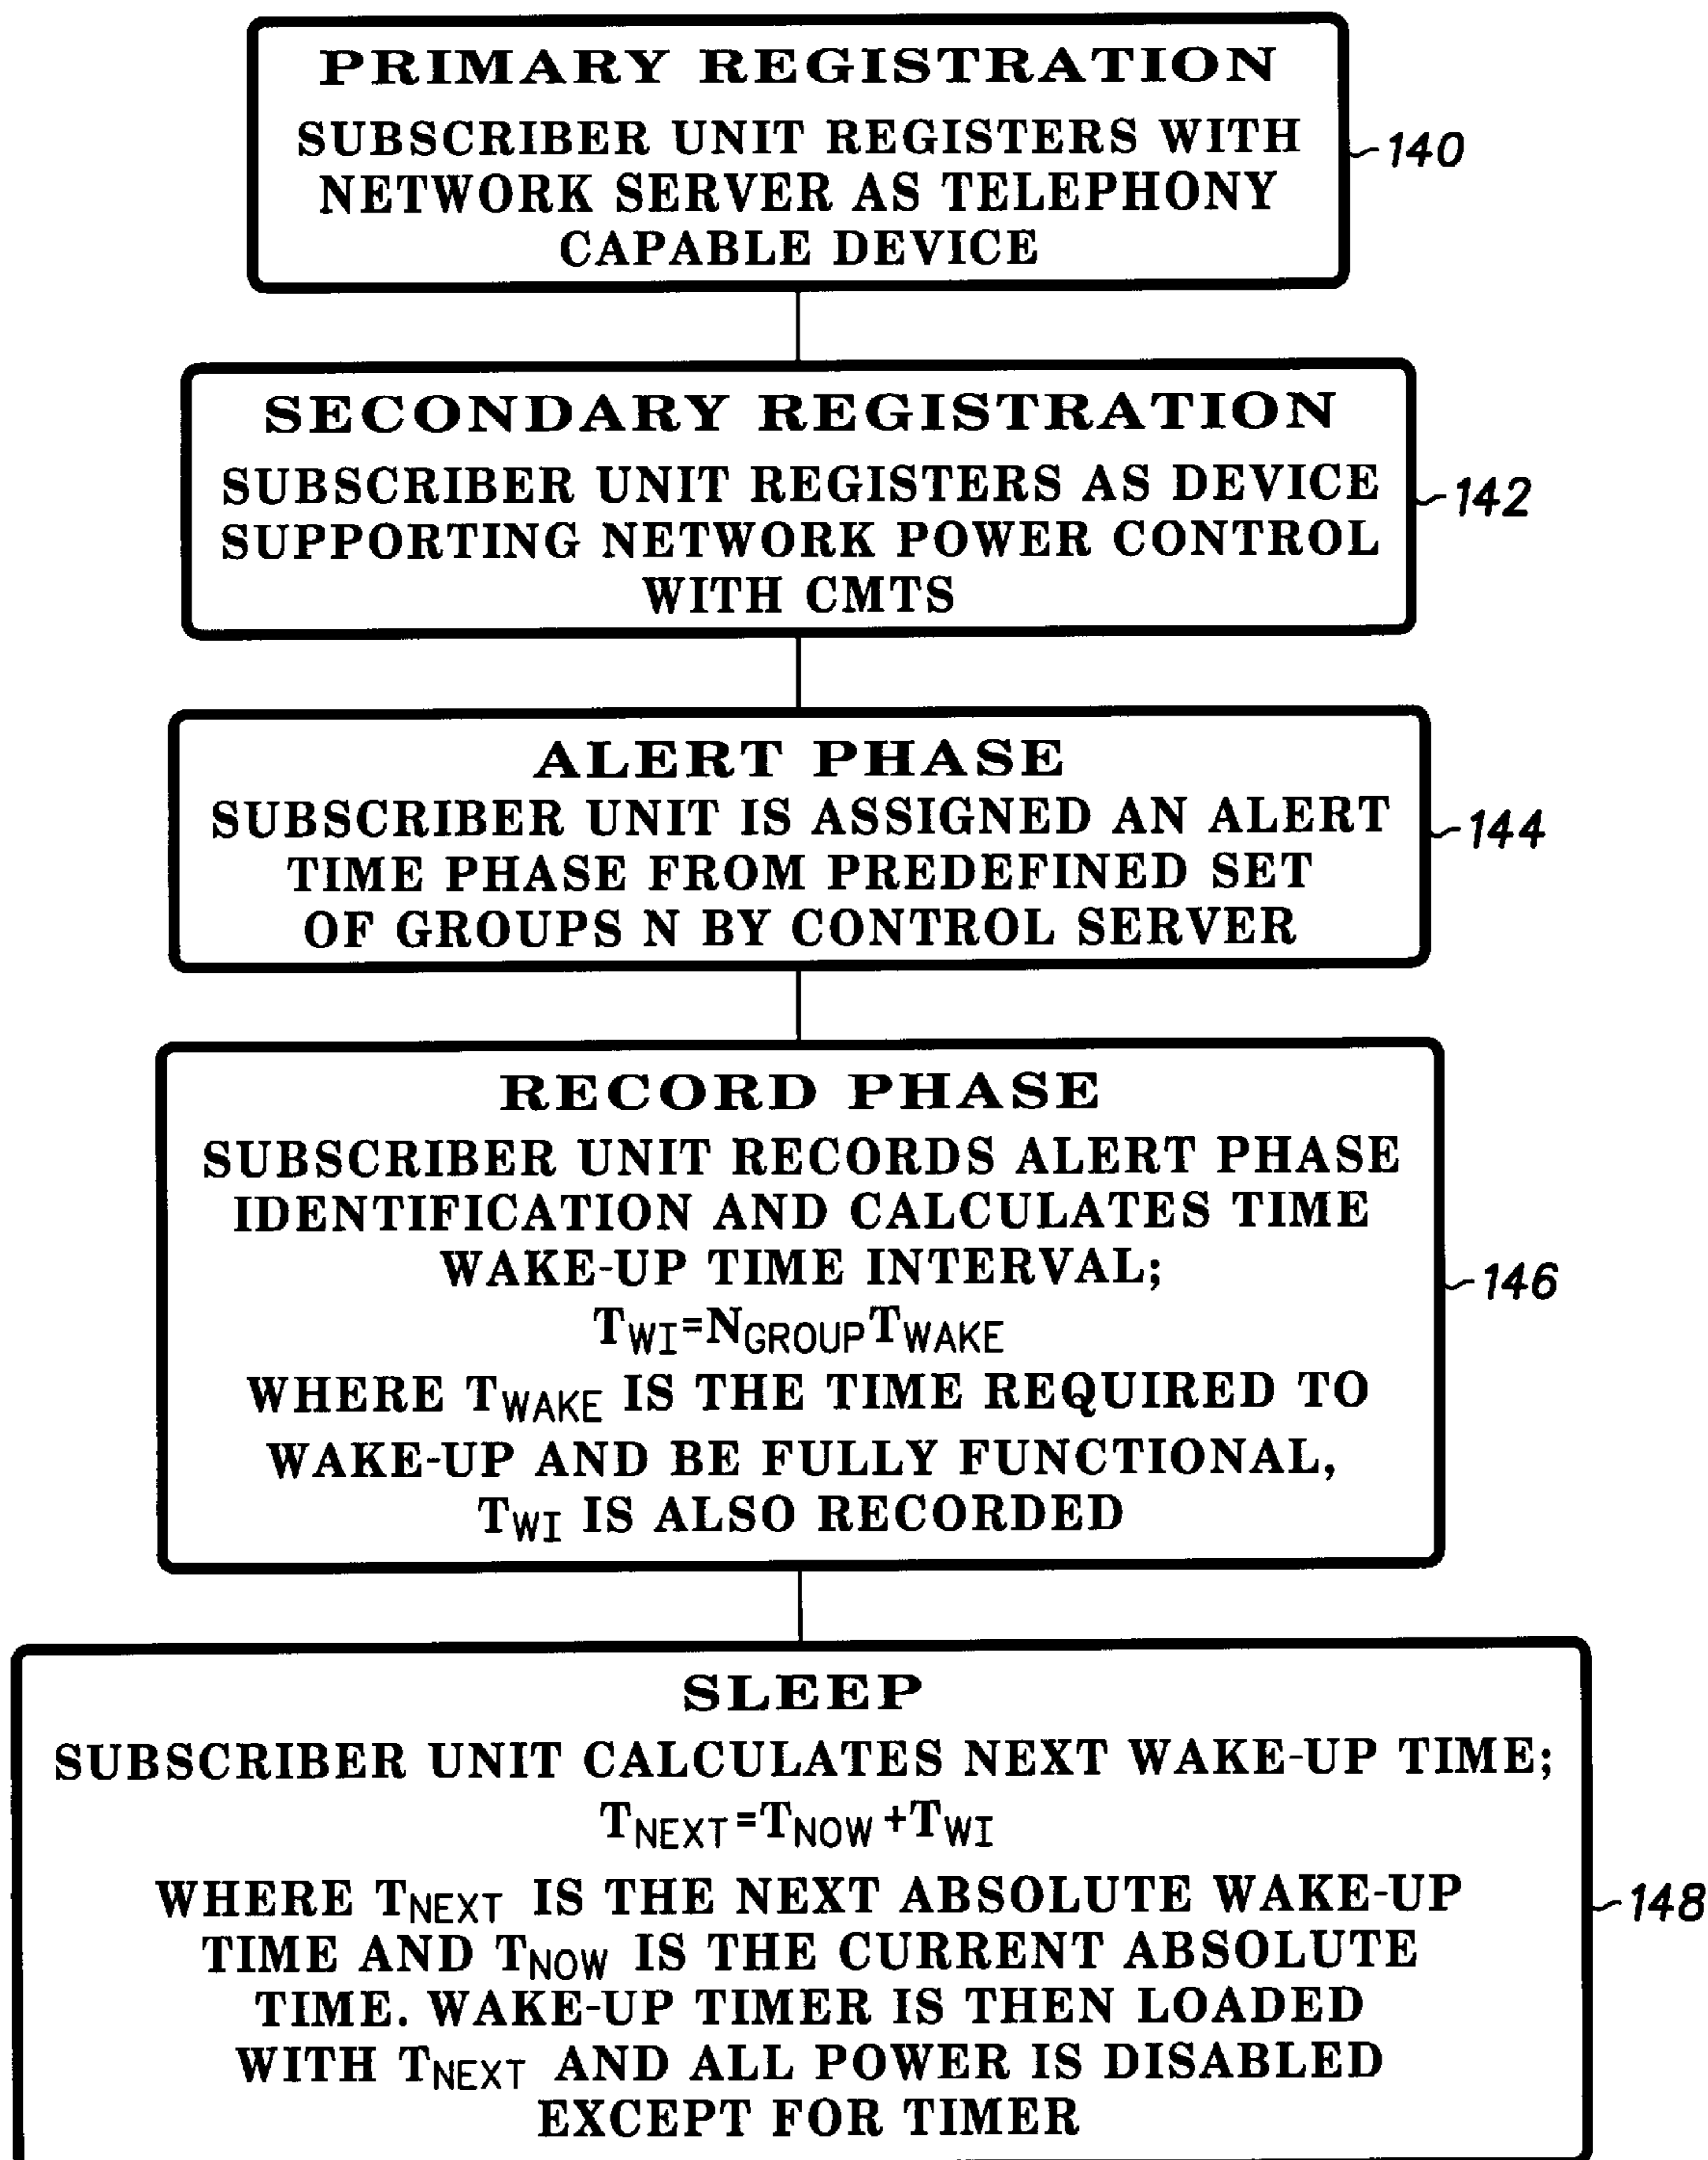 PRIMARY REGISTRATION
SUBSCRIBER UNIT REGISTERS WITH
NETWORK SERVER AS TELEPHONY
CAPABLE DEVICE
140
SECONDARY REGISTRATION
SUBSCRIBER UNIT REGISTERS AS DEVICE
SUPPORTING NETWORK POWER CONTROL
WITH CMTS
142
ALERT PHASE
SUBSCRIBER UNIT IS ASSIGNED AN ALERT
TIME PHASE FROM PREDEFINED SET
OF GROUPS N BY CONTROL SERVER
144
RECORD PHASE
SUBSCRIBER UNIT RECORDS ALERT PHASE
IDENTIFICATION AND CALCULATES TIME
WAKE-UP TIME INTERVAL;
TWI=NGROUPTWAKE
WHERE TWAKE IS THE TIME REQUIRED TO
WAKE-UP AND BE FULLY FUNCTIONAL,
TWI IS ALSO RECORDED
146
SLEEP
SUBSCRIBER UNIT CALCULATES NEXT WAKE-UP TIME;
TNEXT=TNOW+TWI
WHERE TNEXT IS THE NEXT ABSOLUTE WAKE-UP
TIME AND TNOW IS THE CURRENT ABSOLUTE
TIME. WAKE-UP TIMER IS THEN LOADED
WITH TNEXT AND ALL POWER IS DISABLED
EXCEPT FOR TIMER
148